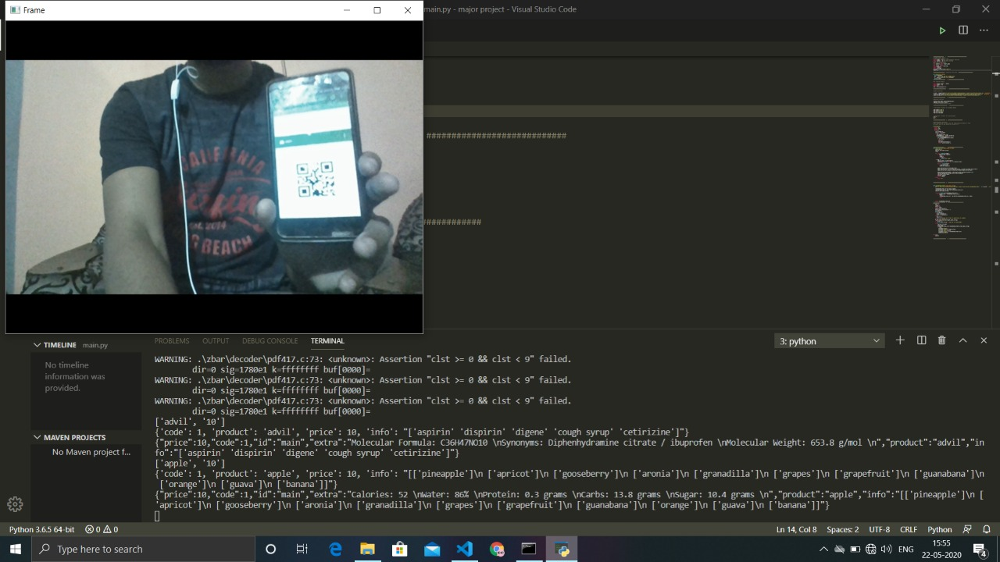 Frame
main.py - major project - Visual Studio Code
############################
############
CALIFORNIA
EST. 2014
BEACH
TIMELINE main.py
No timeline
information was
provided.
MAVEN PROJECTS
No Maven project f...
PROBLEMS OUTPUT DEBUG CONSOLE TERMINAL
3: python
WARNING: .\zbar\decoder\pdf417.c:73: <unknown>: Assertion "clst >= 0 && clst < 9" failed.
dir=0 sig=1780e1 k=ffffffff buf[0000]=
WARNING: .\zbar\decoder\pdf417.c:73: <unknown>: Assertion "clst >= 0 && clst < 9" failed.
dir=0 sig=1780e1 k=ffffffff buf[0000]=
WARNING: .\zbar\decoder\pdf417.c:73: <unknown>: Assertion "clst >= 0 && clst < 9" failed.
dir=0 sig=1780e1 k=ffffffff buf[0000]=
['advil', '10']
{'code': 1, 'product': 'advil', 'price': 10, 'info': "['aspirin' 'dispirin' 'digene' 'cough syrup' 'cetirizine']"}
{"price":10,"code":1,"id":"main","extra":"Molecular Formula: C36H47NO10 \nSynonyms: Diphenhydramine citrate / ibuprofen \nMolecular Weight: 653.8 g/mol \n","product":"advil","in
fo":"['aspirin' 'dispirin' 'digene' 'cough syrup' 'cetirizine']"}
['apple', '10']
{'code': 1, 'product': 'apple', 'price': 10, 'info': "[['pineapple']\n ['apricot']\n ['gooseberry']\n ['aronia']\n ['granadilla']\n ['grapes']\n ['grapefruit']\n ['guanabana']\n
['orange']\n ['guava']\n ['banana']]"}
{"price":10,"code":1,"id":"main","extra":"Calories: 52 \nWater: 86% \nProtein: 0.3 grams \nCarbs: 13.8 grams \nSugar: 10.4 grams \n","product":"apple","info":"[['pineapple']\n [
'apricot']\n ['gooseberry']\n ['aronia']\n ['granadilla']\n ['grapes']\n ['grapefruit']\n ['guanabana']\n ['orange']\n ['guava']\n ['banana']]"}
Python 3.6.5 64-bit 0 0
Ln 14, Col 8 Spaces: 2 UTF-8 CRLF Python
Type here to search
ENG
15:55
22-05-2020
4